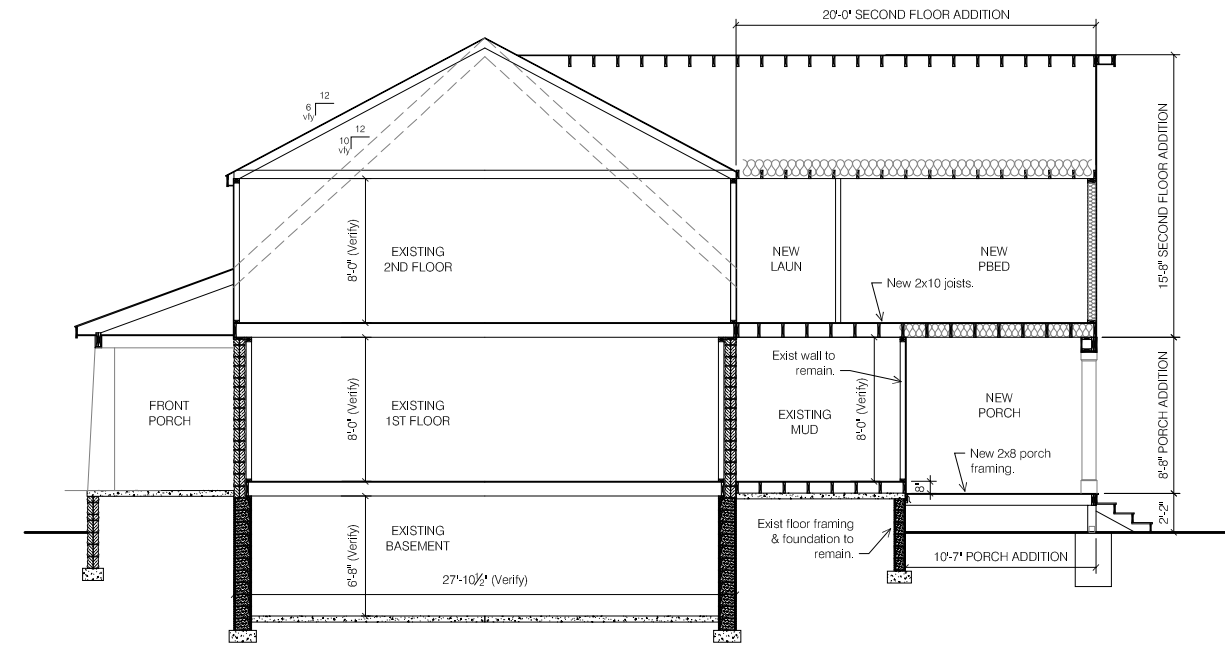 20'-0" SECOND FLOOR ADDITION
12
6
vfy
12
10
vfy
15'-8" SECOND FLOOR ADDITION
8'-0" (Verify)
EXISTING
2ND FLOOR
NEW
LAUN
NEW
PBED
New 2x10 joists.
Exist wall to
remain.
FRONT
PORCH
8'-0" (Verify)
EXISTING
1ST FLOOR
EXISTING
MUD
8'-0" (Verify)
NEW
PORCH
8'-8" PORCH ADDITION
New 2x8 porch
framing.
8"
2'-2"
6'-8" (Verify)
EXISTING
BASEMENT
Exist floor framing
& foundation to
remain.
10'-7" PORCH ADDITION
27'-10½" (Verify)